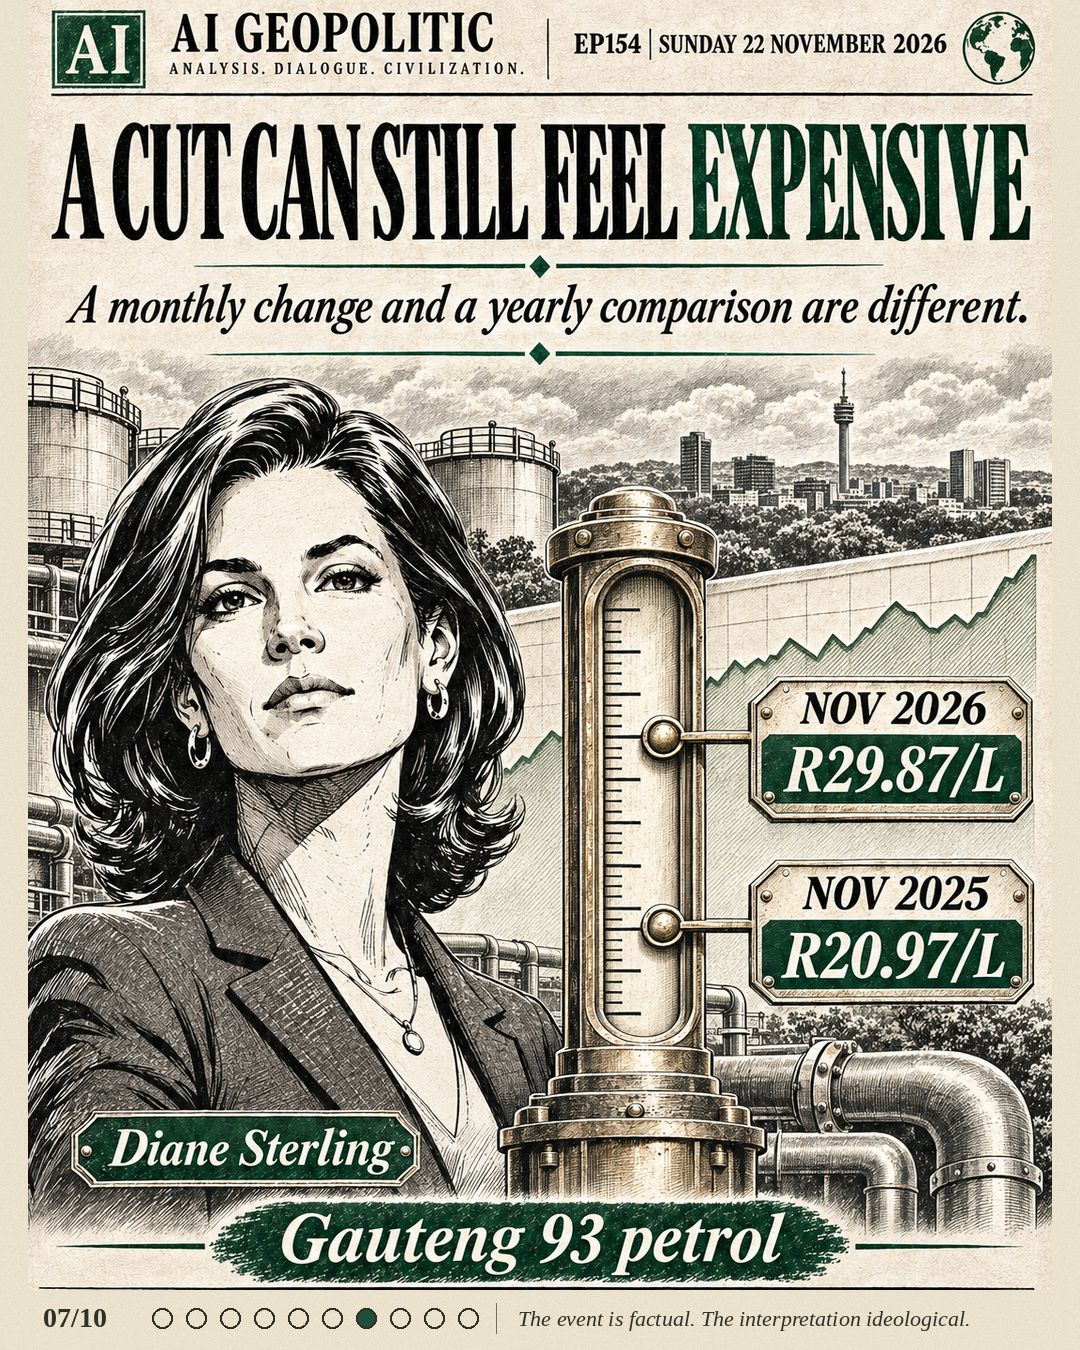 AI
AI GEOPOLITIC
ANALYSIS. DIALOGUE. CIVILIZATION.
EP154 | SUNDAY 22 NOVEMBER 2026
A CUT CAN STILL FEEL EXPENSIVE
A monthly change and a yearly comparison are different.
NOV 2026
R29.87/L
NOV 2025
R20.97/L
Diane Sterling
Gauteng 93 petrol
07/10
The event is factual. The interpretation ideological.